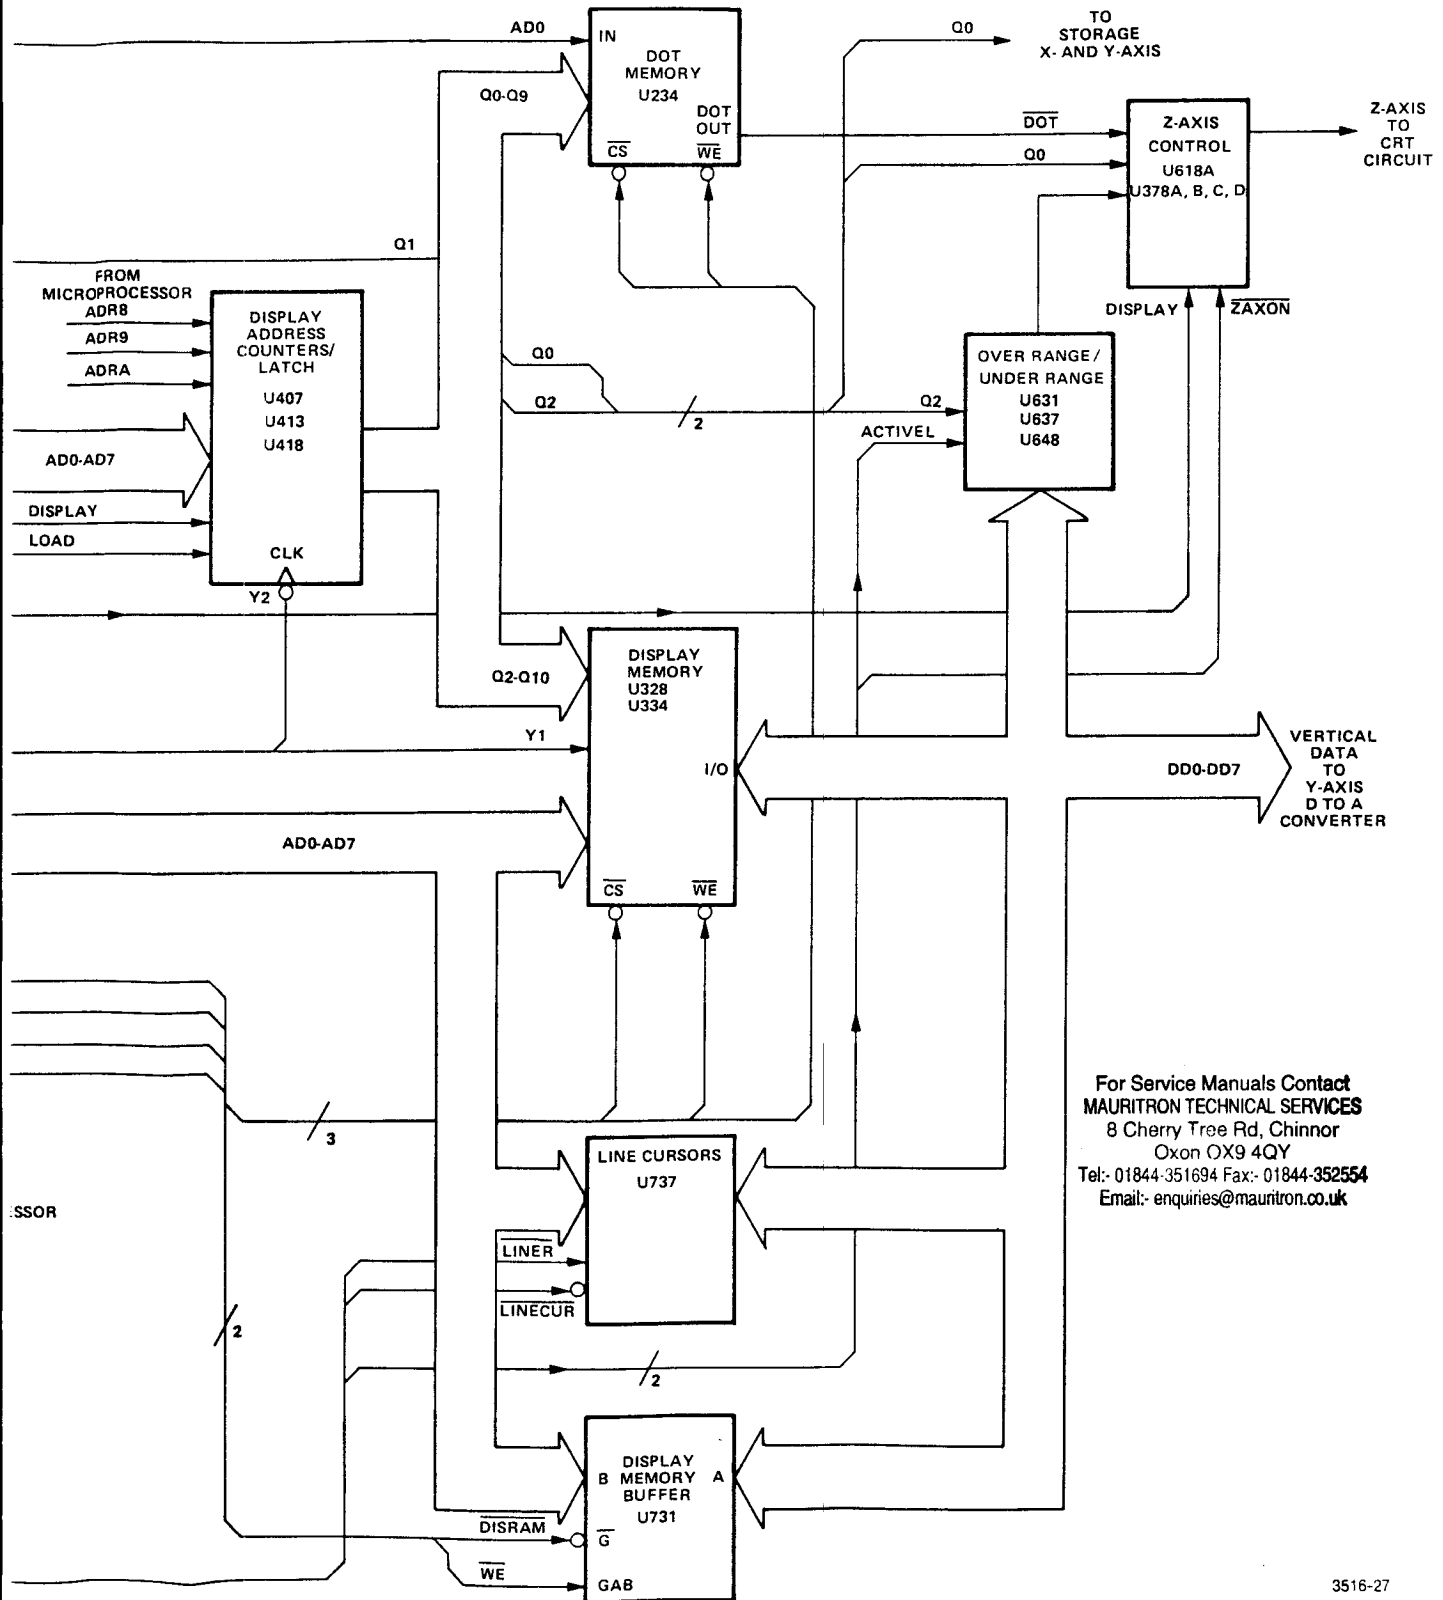 AD0
IN
DOT
MEMORY
U234
DOT
OUT
CS
WE
Q0-Q9
Q0
TO
STORAGE
X- AND Y-AXIS
DOT
Q0
Z-AXIS
CONTROL
U618A
U378A, B, C, D
Z-AXIS
TO
CRT
CIRCUIT
Q1
FROM
MICROPROCESSOR
ADR8
ADR9
ADRA
DISPLAY
ADDRESS
COUNTERS/
LATCH
U407
U413
U418
CLK
AD0-AD7
DISPLAY
LOAD
Y2
Q0
Q2
2
Q2
ACTIVEL
DISPLAY
ZAXON
OVER RANGE/
UNDER RANGE
U631
U637
U648
Q2-Q10
DISPLAY
MEMORY
U328
U334
Y1
I/O
CS
WE
AD0-AD7
DD0-DD7
VERTICAL
DATA
TO
Y-AXIS
D TO A
CONVERTER
3
LINE CURSORS
U737
LINER
LINECUR
For Service Manuals Contact
MAURITRON TECHNICAL SERVICES
8 Cherry Tree Rd, Chinnor
Oxon OX9 4QY
Tel:- 01844-351694 Fax:- 01844-352554
Email:- enquiries@mauritron.co.uk
ESSOR
2
2
DISPLAY
B MEMORY A
BUFFER
U731
DISRAM
G
WE
GAB
3516-27